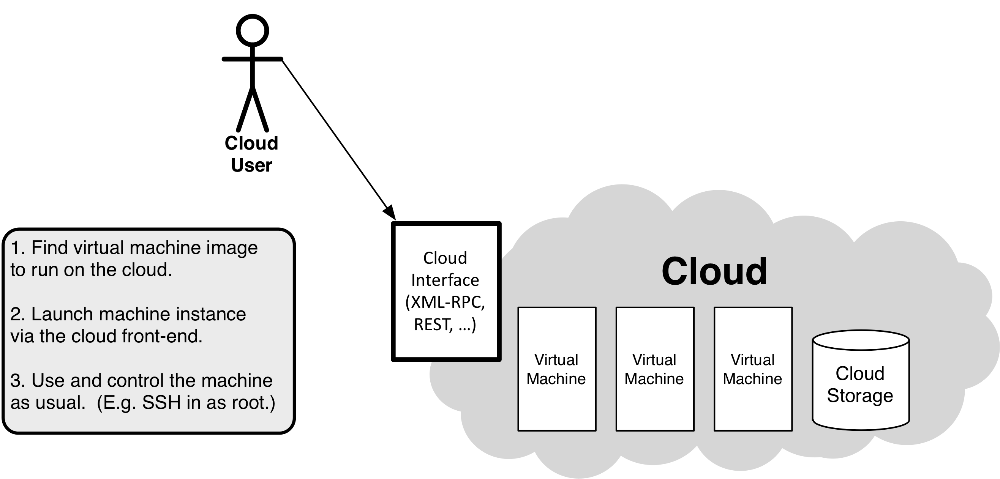 Cloud
User
1. Find virtual machine image
to run on the cloud.
2. Launch machine instance
via the cloud front-end.
3. Use and control the machine
as usual.  (E.g. SSH in as root.)
Cloud
Interface
(XML-RPC,
REST, ...)
Cloud
Virtual
Machine
Virtual
Machine
Virtual
Machine
Cloud
Storage